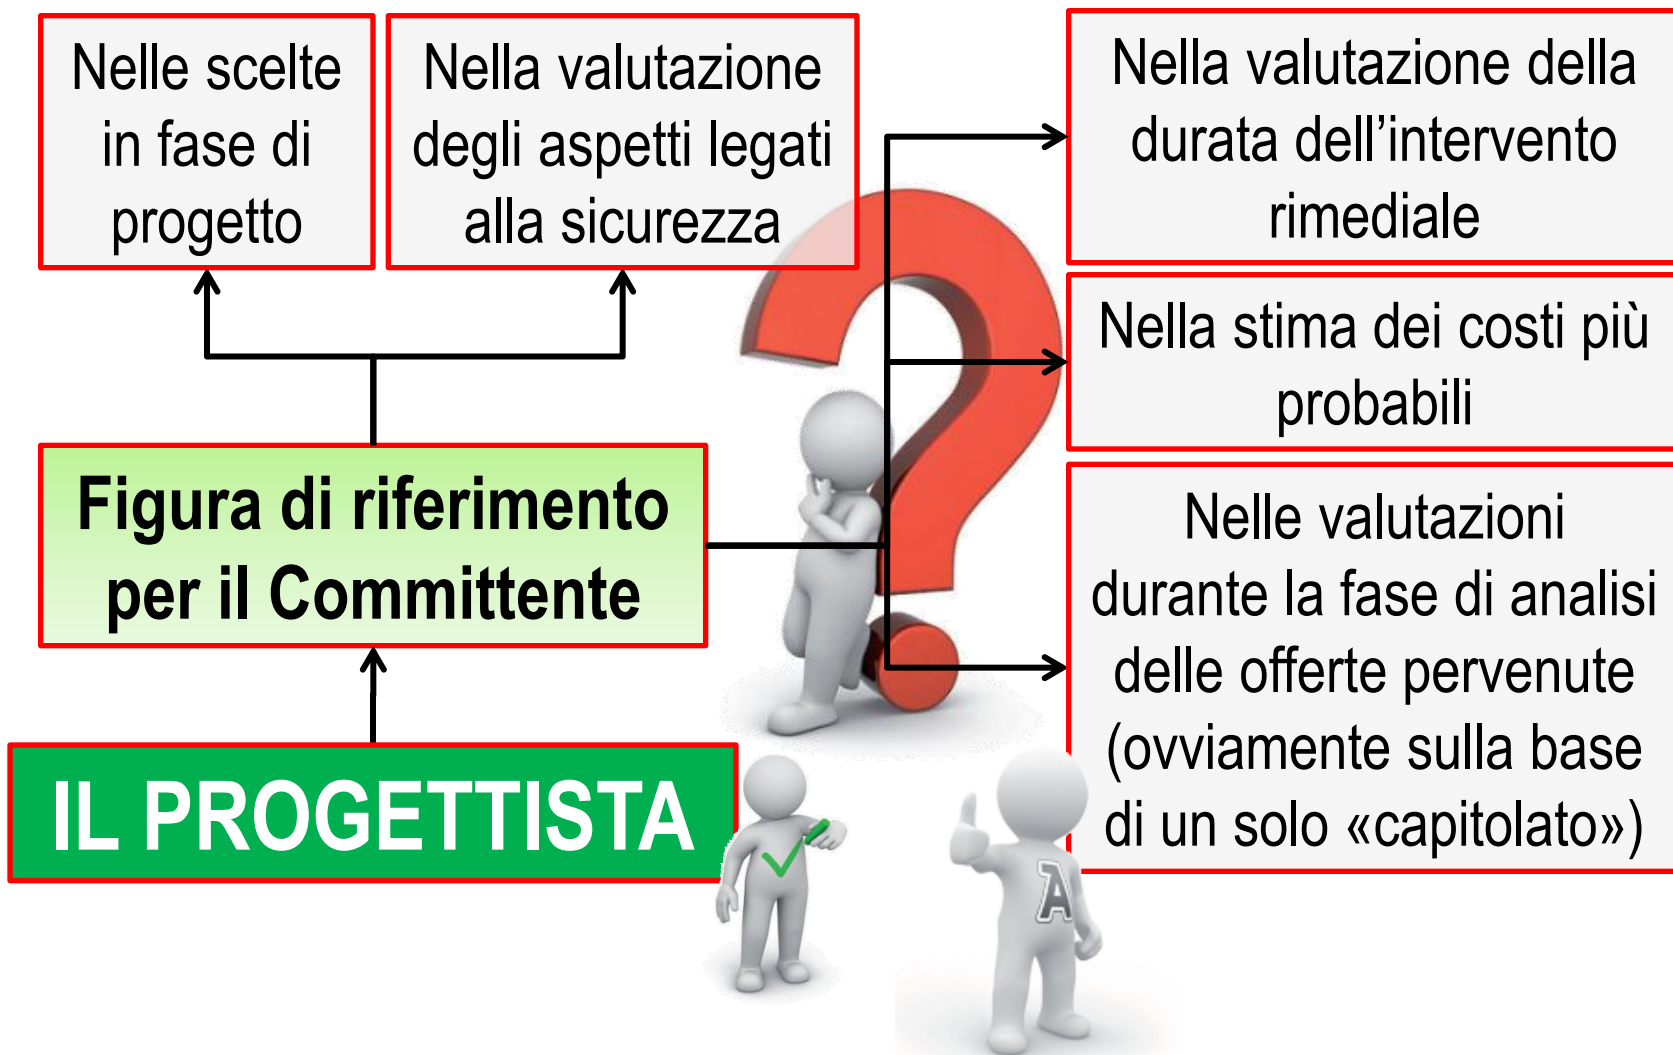 Nelle scelte
in fase di
progetto
Nella valutazione
degli aspetti legati
alla sicurezza
Nella valutazione della
durata dell’intervento
rimediale
Nella stima dei costi più
probabili
Figura di riferimento
per il Committente
Nelle valutazioni
durante la fase di analisi
delle offerte pervenute
(ovviamente sulla base
di un solo «capitolato»)
IL PROGETTISTA
A